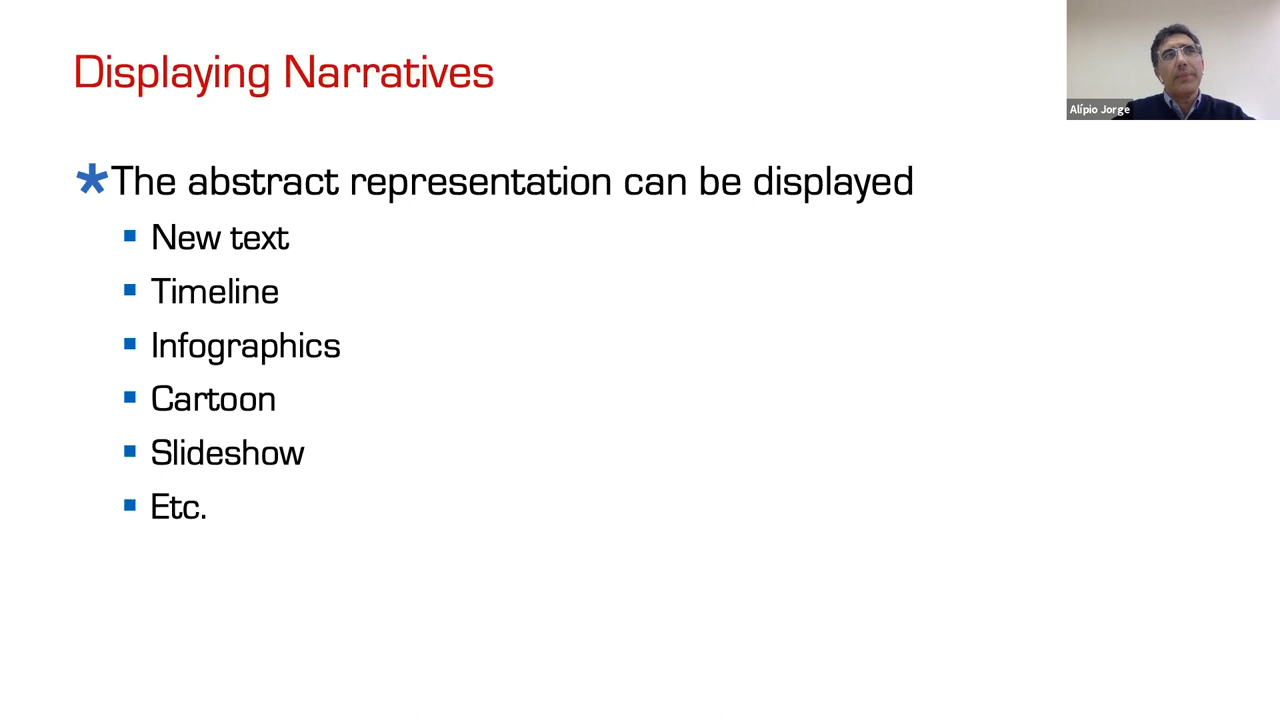 Displaying Narratives
Alípio Jorge
*The abstract representation can be displayed
▪ New text
▪ Timeline
▪ Infographics
▪ Cartoon
▪ Slideshow
▪ Etc.